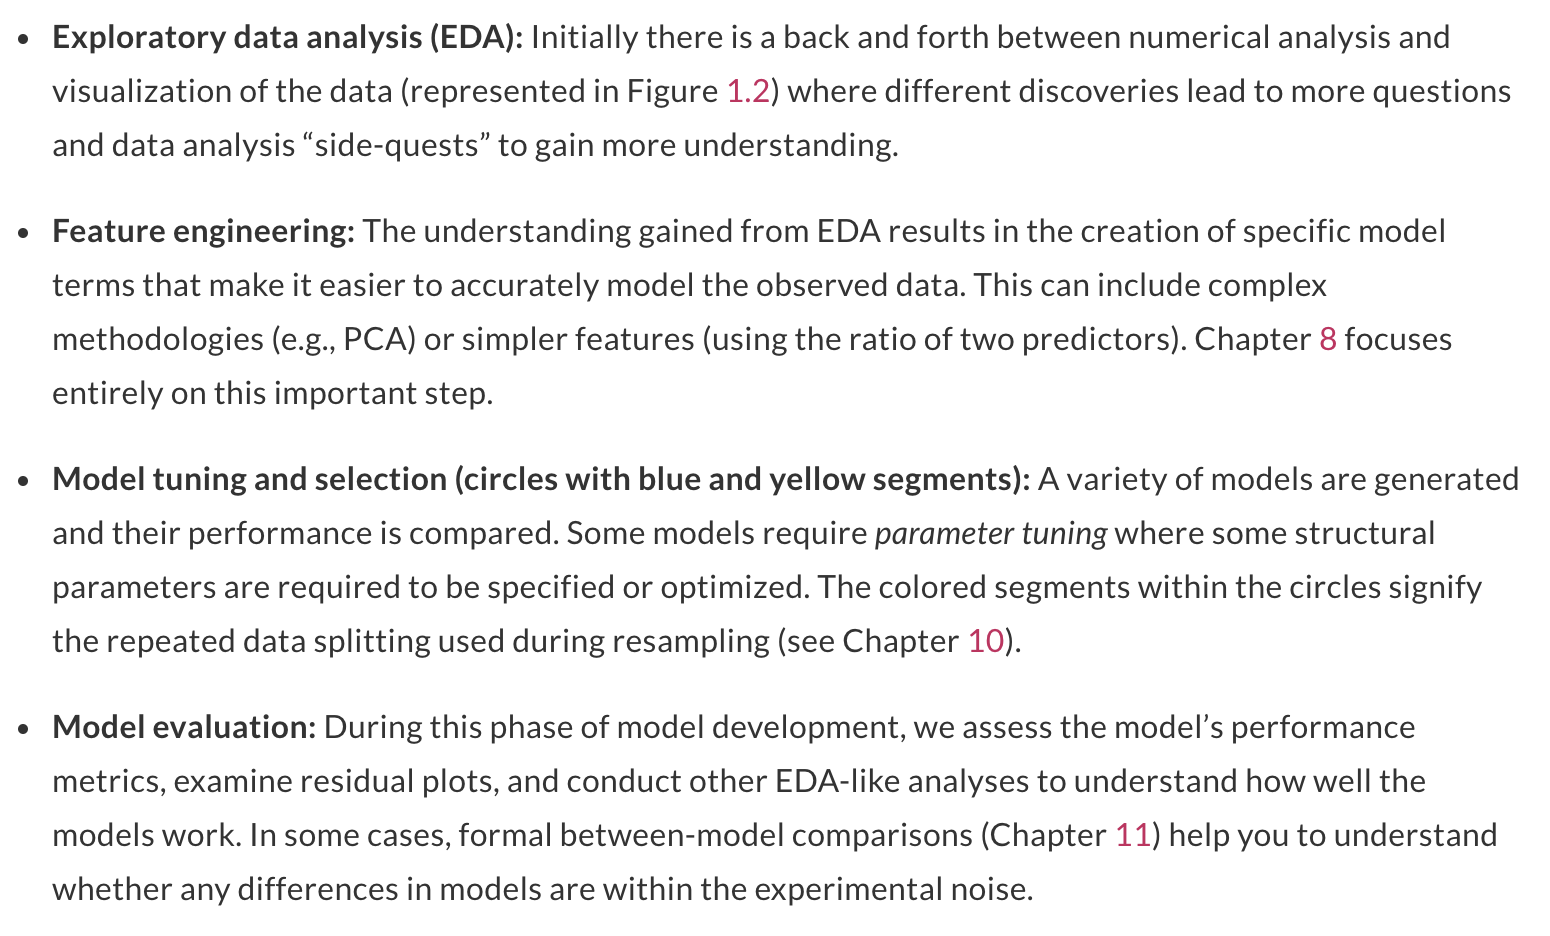 • Exploratory data analysis (EDA): Initially there is a back and forth between numerical analysis and
visualization of the data (represented in Figure 1.2) where different discoveries lead to more questions
and data analysis “side-quests” to gain more understanding.
• Feature engineering: The understanding gained from EDA results in the creation of specific model
terms that make it easier to accurately model the observed data. This can include complex
methodologies (e.g., PCA) or simpler features (using the ratio of two predictors). Chapter 8 focuses
entirely on this important step.
• Model tuning and selection (circles with blue and yellow segments): A variety of models are generated
and their performance is compared. Some models require parameter tuning where some structural
parameters are required to be specified or optimized. The colored segments within the circles signify
the repeated data splitting used during resampling (see Chapter 10).
• Model evaluation: During this phase of model development, we assess the model’s performance
metrics, examine residual plots, and conduct other EDA-like analyses to understand how well the
models work. In some cases, formal between-model comparisons (Chapter 11) help you to understand
whether any differences in models are within the experimental noise.